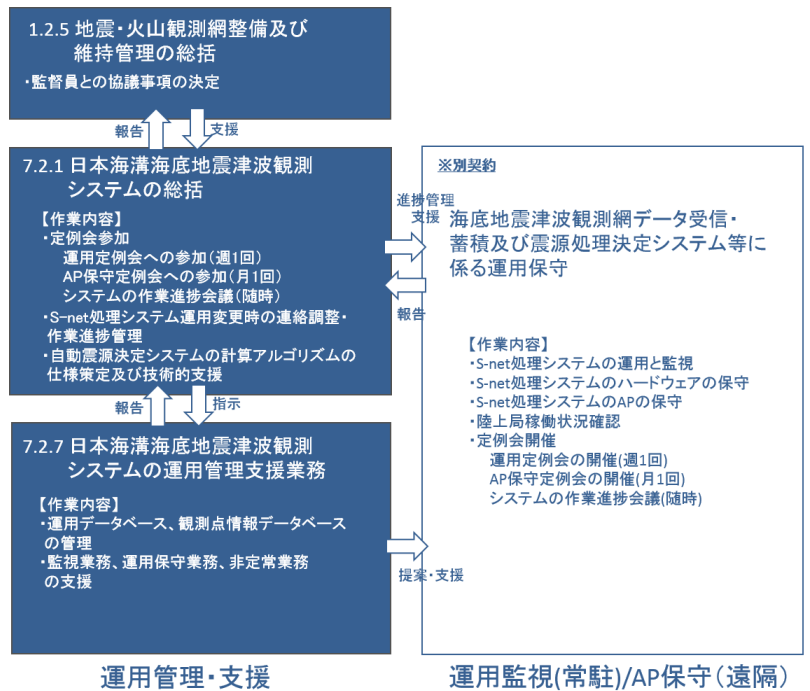 1.2.5 地震・火山観測網整備及び
維持管理の総括
・監督員との協議事項の決定
報告
支援
7.2.1 日本海溝海底地震津波観測
システムの総括
【作業内容】
・定例会参加
運用定例会への参加(週1回)
AP保守定例会への参加(月1回)
システムの作業進捗会議(随時)
・S-net処理システム運用変更時の連絡調整・
作業進捗管理
・自動震源決定システムの計算アルゴリズムの
仕様策定及び技術的支援
報告
指示
7.2.7 日本海溝海底地震津波観測
システムの運用管理支援業務
【作業内容】
・運用データベース、観測点情報データベース
の管理
・監視業務、運用保守業務、非定常業務
の支援
運用管理・支援
進捗管理
支援
報告
提案・支援
※別契約
海底地震津波観測網データ受信・
蓄積及び震源処理決定システム等に
係る運用保守
【作業内容】
・S-net処理システムの運用と監視
・S-net処理システムのハードウェアの保守
・S-net処理システムのAPの保守
・陸上局稼働状況確認
・定例会開催
運用定例会の開催(週1回)
AP保守定例会の開催(月1回)
システムの作業進捗会議(随時)
運用監視(常駐)/AP保守(遠隔)